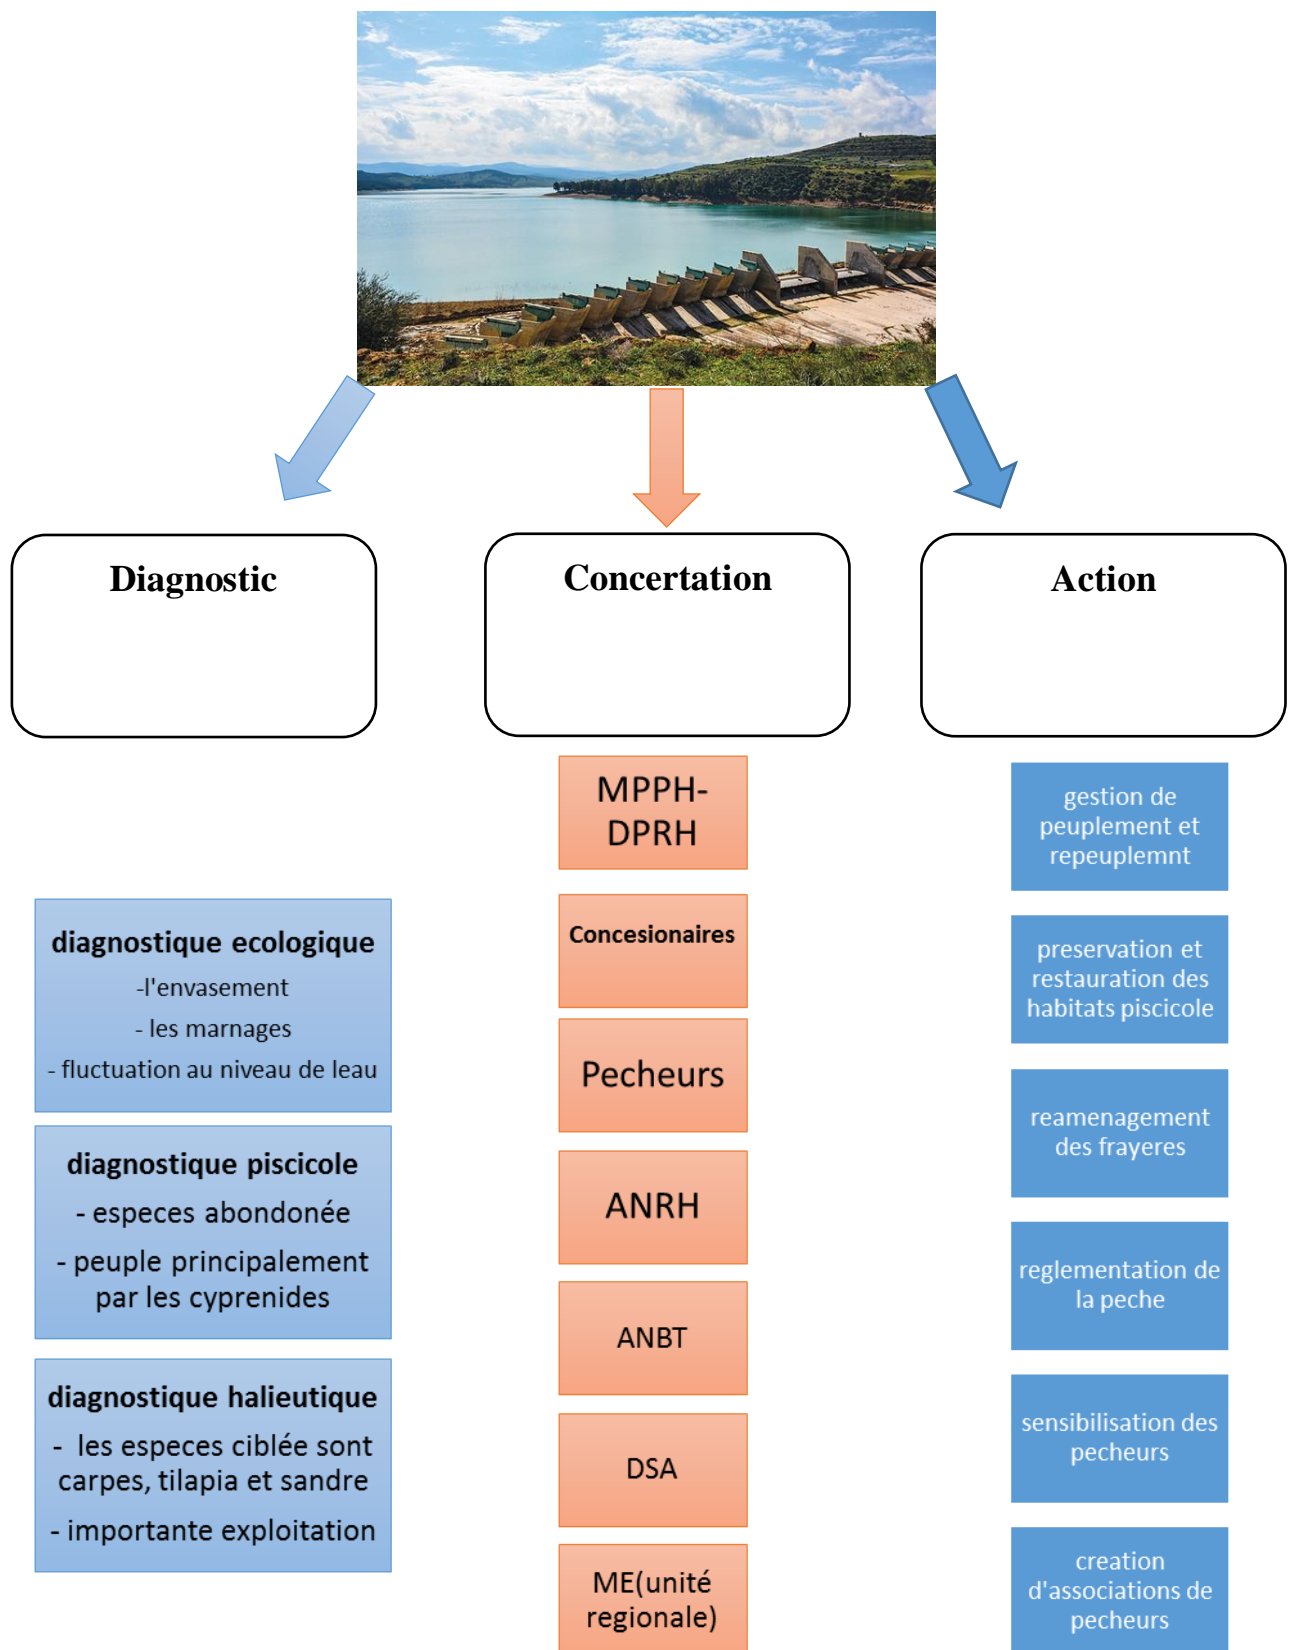 Diagnostic
Concertation
Action
diagnostique ecologique
-l'envasement
- les marnages
- fluctuation au niveau de leau
diagnostique piscicole
- especes abondonée
- peuple principalement
par les cyprenides
diagnostique halieutique
- les especes ciblée sont
carpes, tilapia et sandre
- importante exploitation
MPPH-
DPRH
Concesionaires
Pecheurs
ANRH
ANBT
DSA
ME(unité
regionale)
gestion de
peuplement et
repeuplemnt
preservation et
restauration des
habitats piscicole
reamenagement
des frayeres
reglementation de
la peche
sensibilisation des
pecheurs
creation
d'associations de
pecheurs